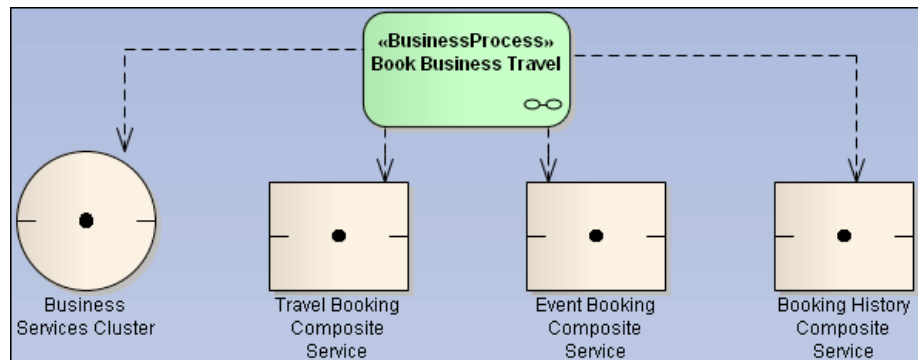 «BusinessProcess»
Book Business Travel
Business
Services Cluster
Travel Booking
Composite
Service
Event Booking
Composite
Service
Booking History
Composite
Service